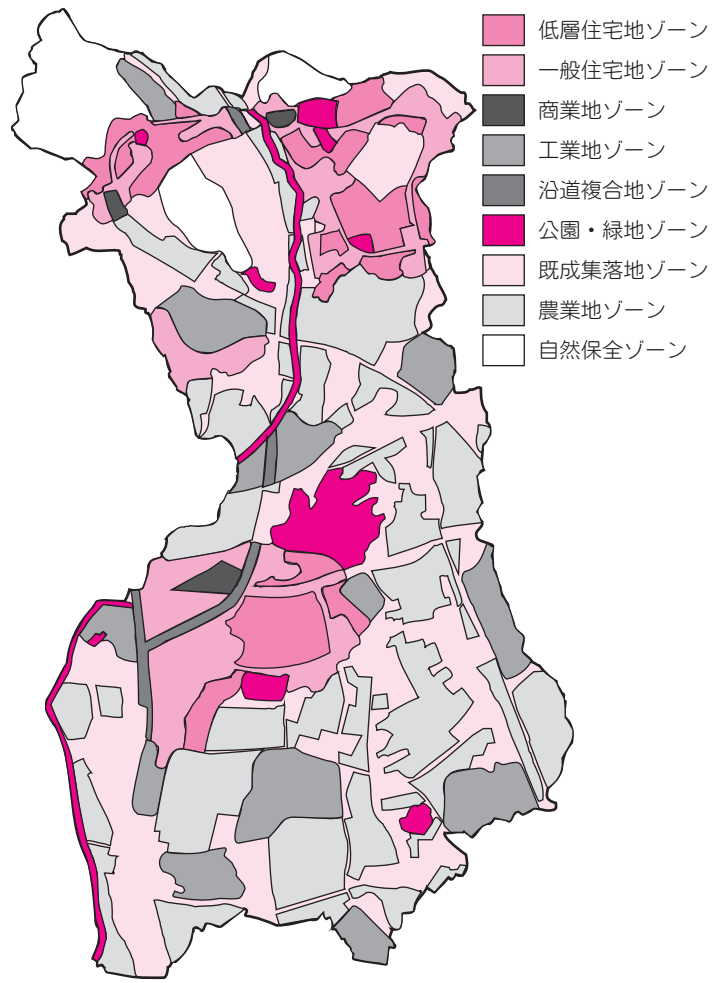 低層住宅地ゾーン
一般住宅地ゾーン
商業地ゾーン
工業地ゾーン
沿道複合地ゾーン
公園・緑地ゾーン
既成集落地ゾーン
農業地ゾーン
自然保全ゾーン